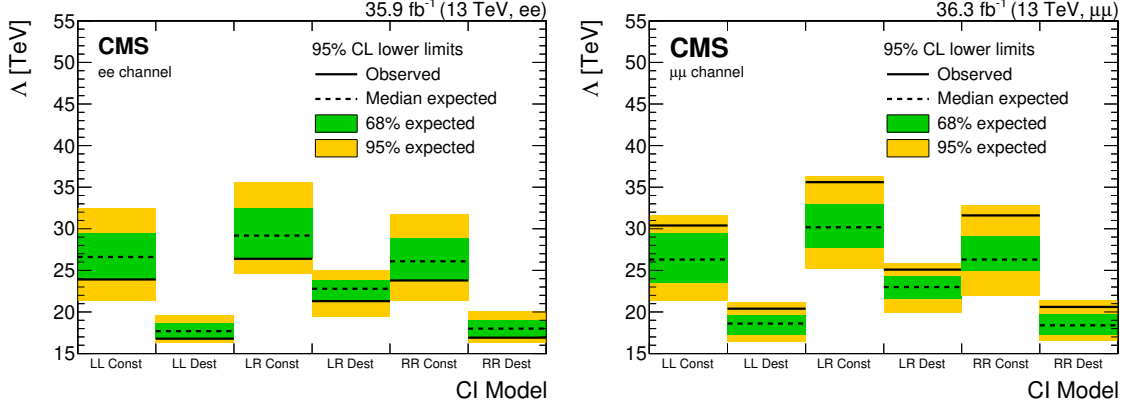 35.9 fb⁻¹ (13 TeV, ee)
Λ [TeV]
55
50
45
40
35
30
25
20
15
CMS
ee channel
95% CL lower limits
Observed
Median expected
68% expected
95% expected
LL Const LL Dest LR Const LR Dest RR Const RR Dest
CI Model
36.3 fb⁻¹ (13 TeV, μμ)
Λ [TeV]
55
50
45
40
35
30
25
20
15
CMS
μμ channel
95% CL lower limits
Observed
Median expected
68% expected
95% expected
LL Const LL Dest LR Const LR Dest RR Const RR Dest
CI Model